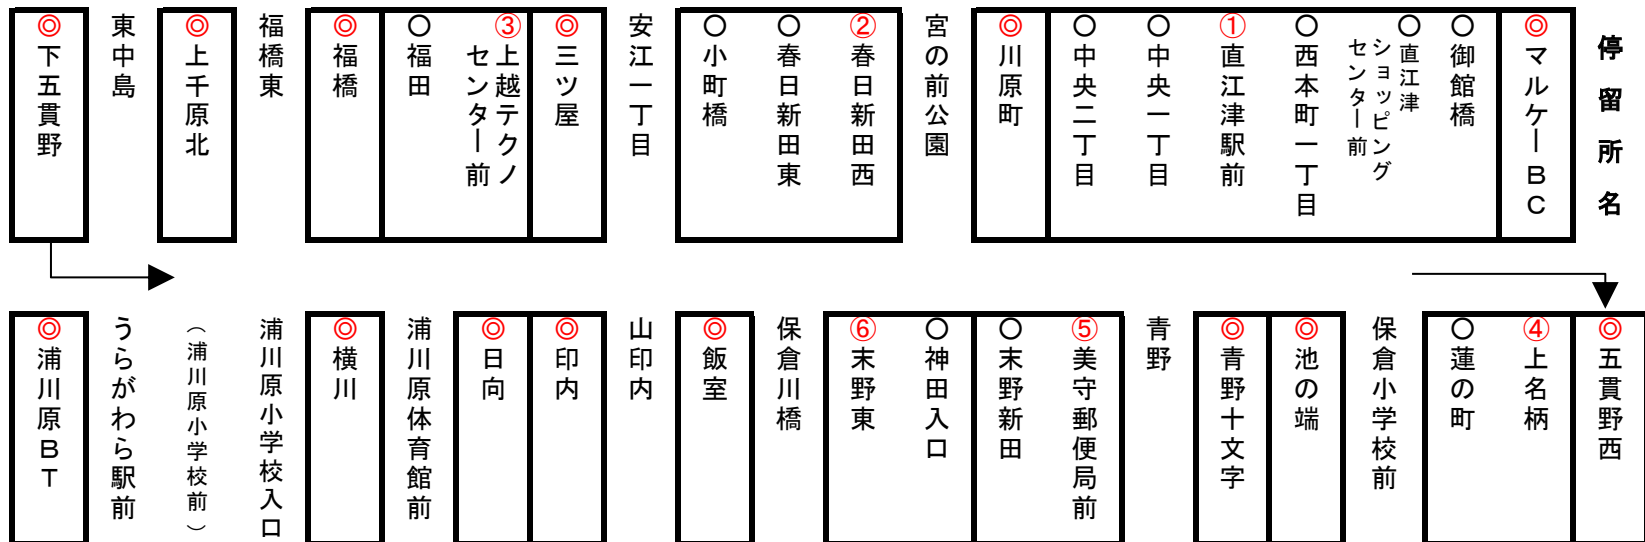 停留所名
◎マルケーBC
○御館橋
○直江津
ショッピング
センター前
○西本町一丁目
①直江津駅前
○中央一丁目
○中央二丁目
◎川原町
宮の前公園
②春日新田西
○春日新田東
○小町橋
安江一丁目
◎三ツ屋
③上越テクノ
センター前
○福田
◎福橋
福橋東
◎上千原北
東中島
◎下五貫野
◎五貫野西
④上名柄
○蓮の町
保倉小学校前
◎池の端
◎青野十文字
青野
⑤美守郵便局前
○末野新田
○神田入口
⑥末野東
保倉川橋
◎飯室
山印内
◎印内
◎日向
浦川原体育館前
◎横川
浦川原小学校入口
（浦川原小学校前）
うらがわら駅前
◎浦川原BT